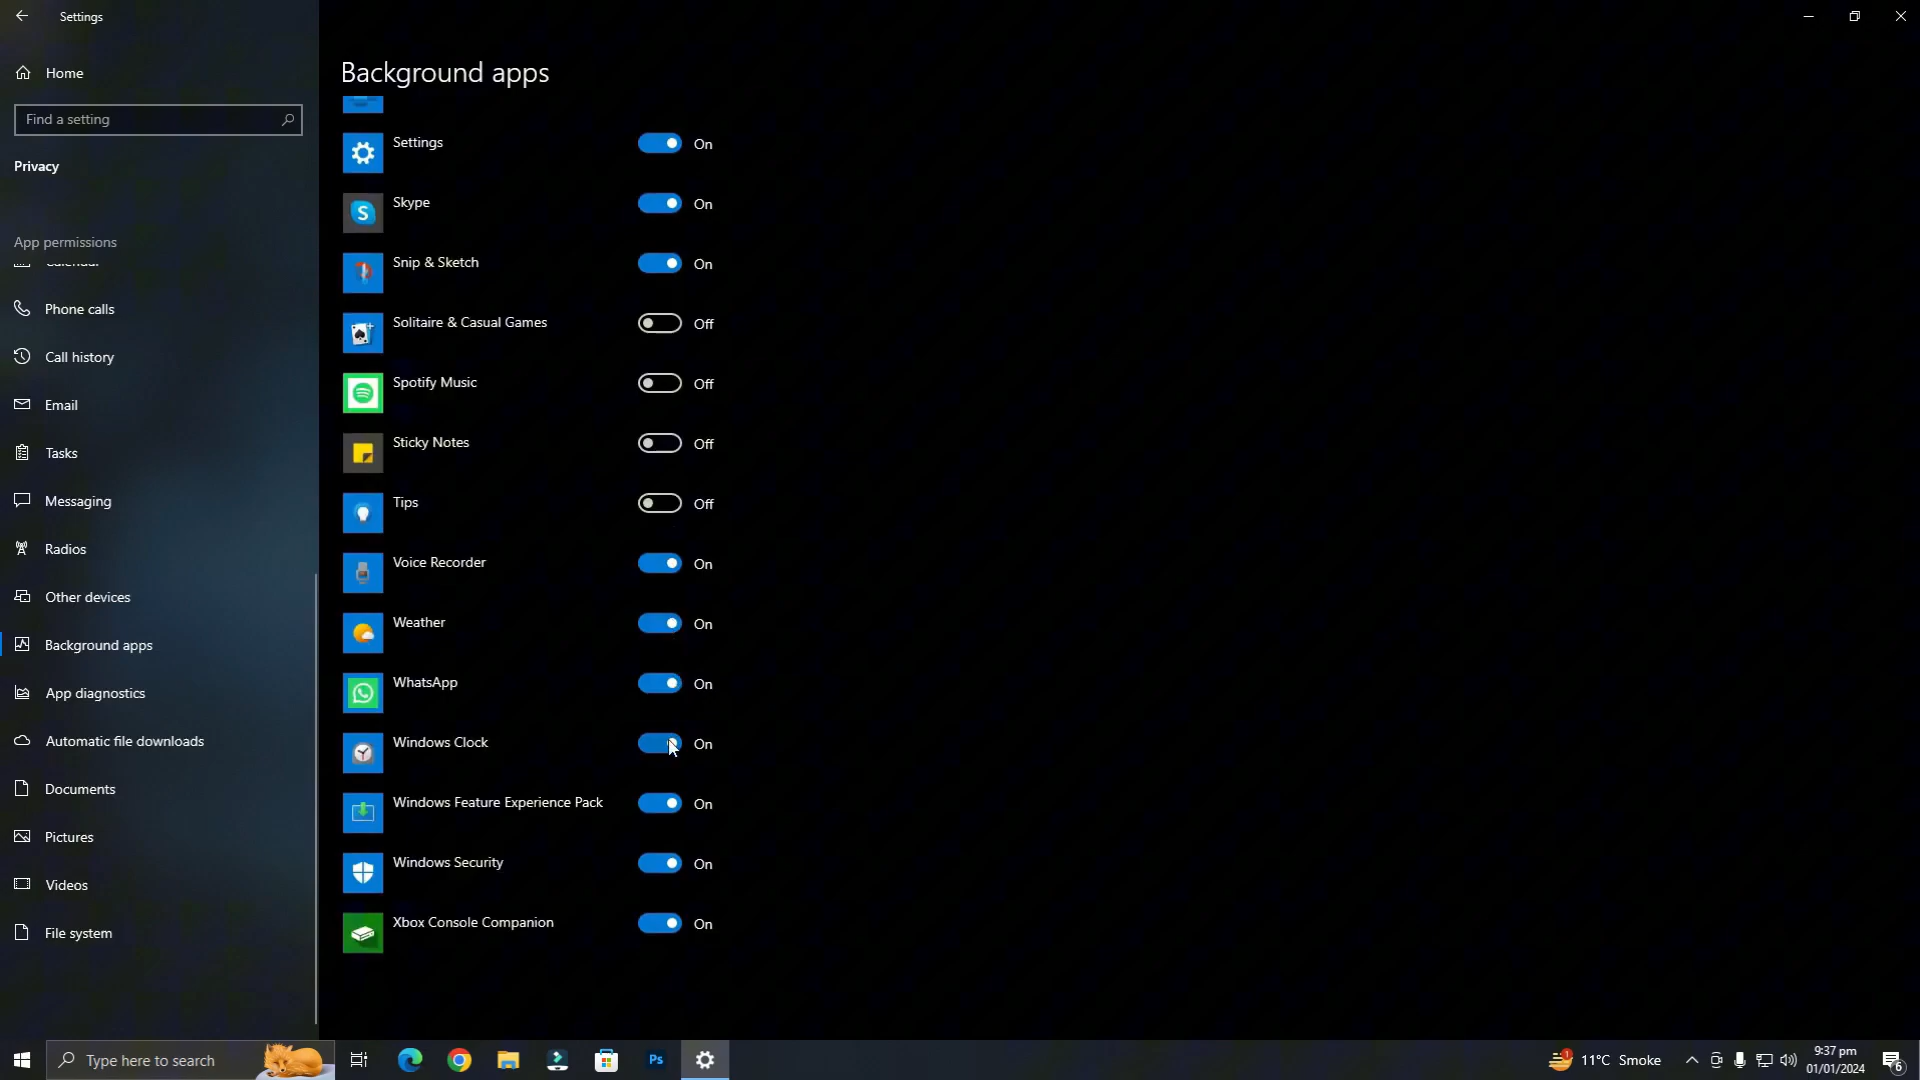 Settings
Home
Find a setting
Privacy
App permissions
Calendar
Phone calls
Call history
Email
Tasks
Messaging
Radios
Other devices
Background apps
App diagnostics
Automatic file downloads
Documents
Pictures
Videos
File system
Background apps
Settings On
Skype On
Snip & Sketch On
Solitaire & Casual Games Off
Spotify Music Off
Sticky Notes Off
Tips Off
Voice Recorder On
Weather On
WhatsApp On
Windows Clock On
Windows Feature Experience Pack On
Windows Security On
Xbox Console Companion On
Type here to search
Ps
1
11°C Smoke
9:37 pm
01/01/2024
6